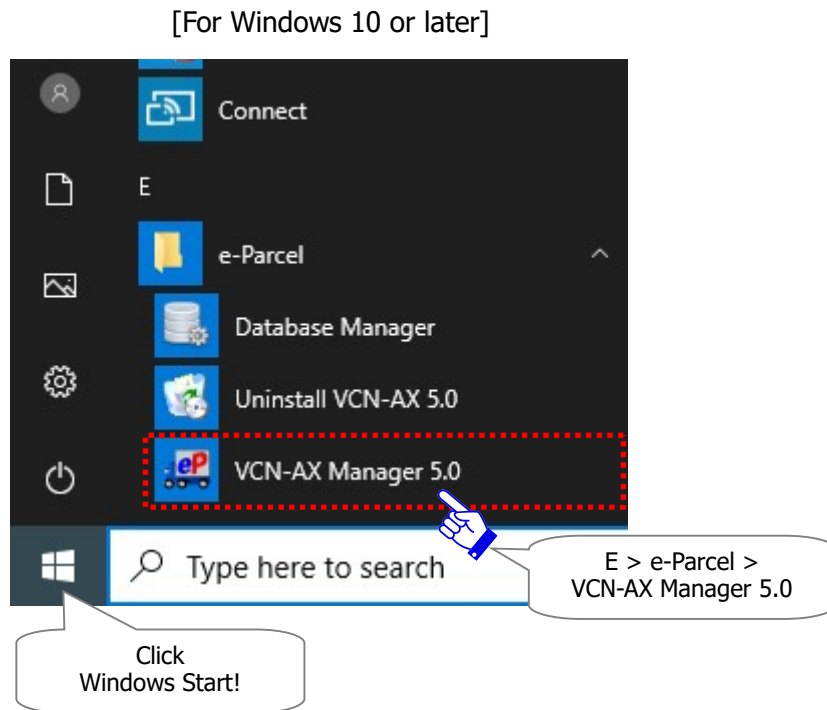 [For Windows 10 or later]
Connect
E
e-Parcel
Database Manager
Uninstall VCN-AX 5.0
eP
VCN-AX Manager 5.0
Type here to search
E > e-Parcel >
VCN-AX Manager 5.0
Click
Windows Start!